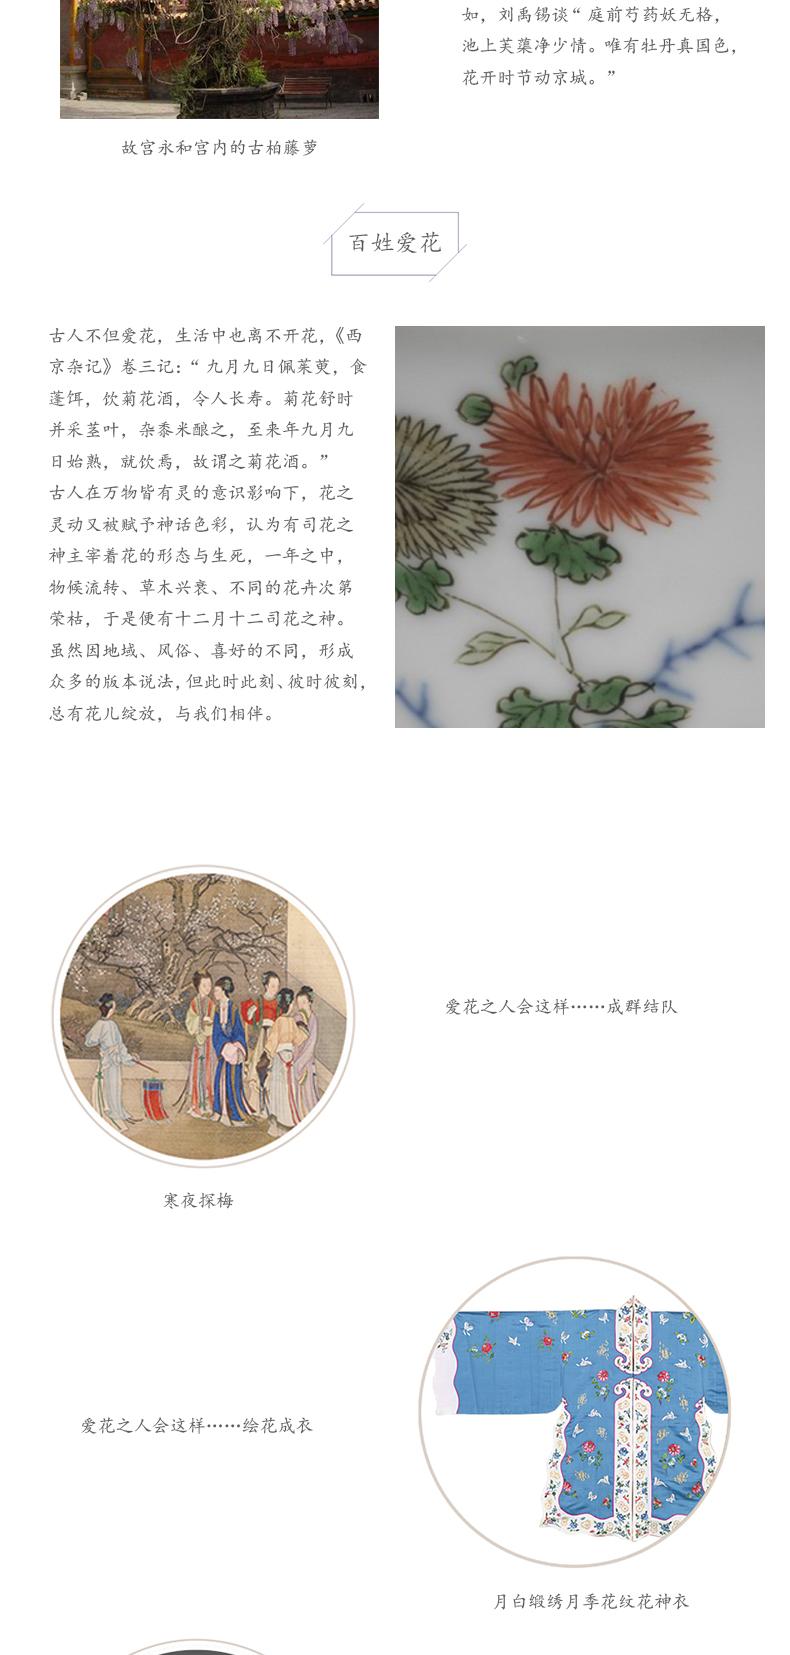 如，刘禹锡谈“庭前芍药妖无格，
池上芙蕖净少情。唯有牡丹真国色，
花开时节动京城。”
故宫永和宫内的古柏藤萝
百姓爱花
古人不但爱花，生活中也离不开花，《西
京杂记》卷三记：“九月九日佩茱萸，食
蓬饵，饮菊花酒，令人长寿。菊花舒时
并采茎叶，杂黍米酿之，至来年九月九
日始熟，就饮焉，故谓之菊花酒。”
古人在万物皆有灵的意识影响下，花之
灵动又被赋予神话色彩，认为有司花之
神主宰着花的形态与生死，一年之中，
物候流转、草木兴衰、不同的花卉次第
荣枯，于是便有十二月十二司花之神。
虽然因地域、风俗、喜好的不同，形成
众多的版本说法，但此时此刻、彼时彼刻，
总有花儿绽放，与我们相伴。
爱花之人会这样……成群结队
寒夜探梅
爱花之人会这样……绘花成衣
月白缎绣月季花纹花神衣